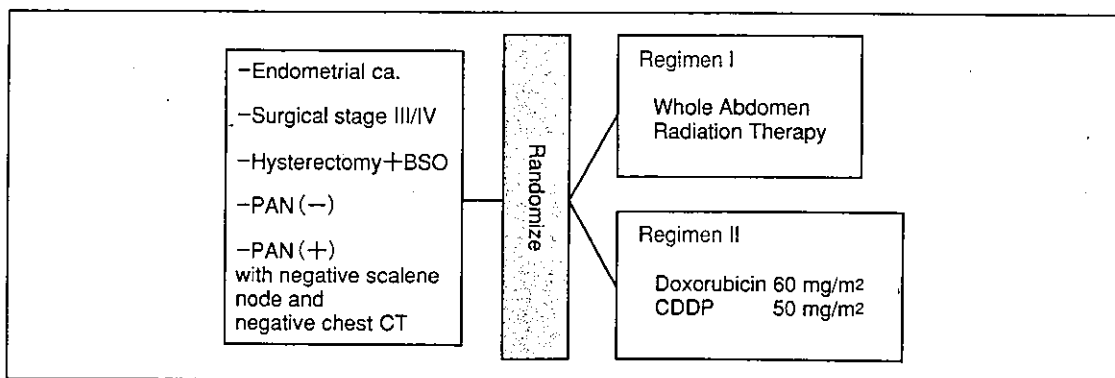 -Endometrial ca.
-Surgical stage III/IV
-Hysterectomy+BSO
-PAN(-)
-PAN(+)
with negative scalene
node and
negative chest CT
Randomize
Regimen I
Whole Abdomen
Radiation Therapy
Regimen II
Doxorubicin 60 mg/m2
CDDP 50 mg/m2